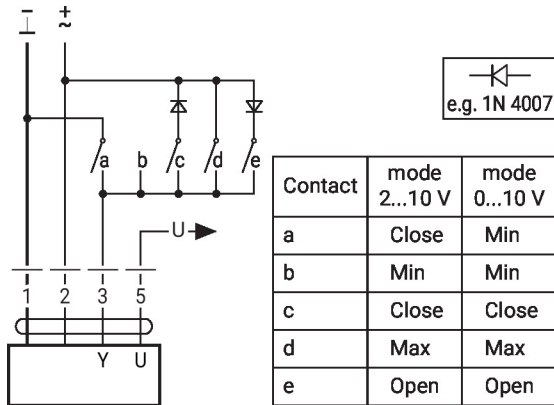 − +
⊥ ~
a b c d e
U
1 2 3 5
Y U
e.g. 1N 4007
Contact mode 2...10 V mode 0...10 V
a Close Min
b Min Min
c Close Close
d Max Max
e Open Open